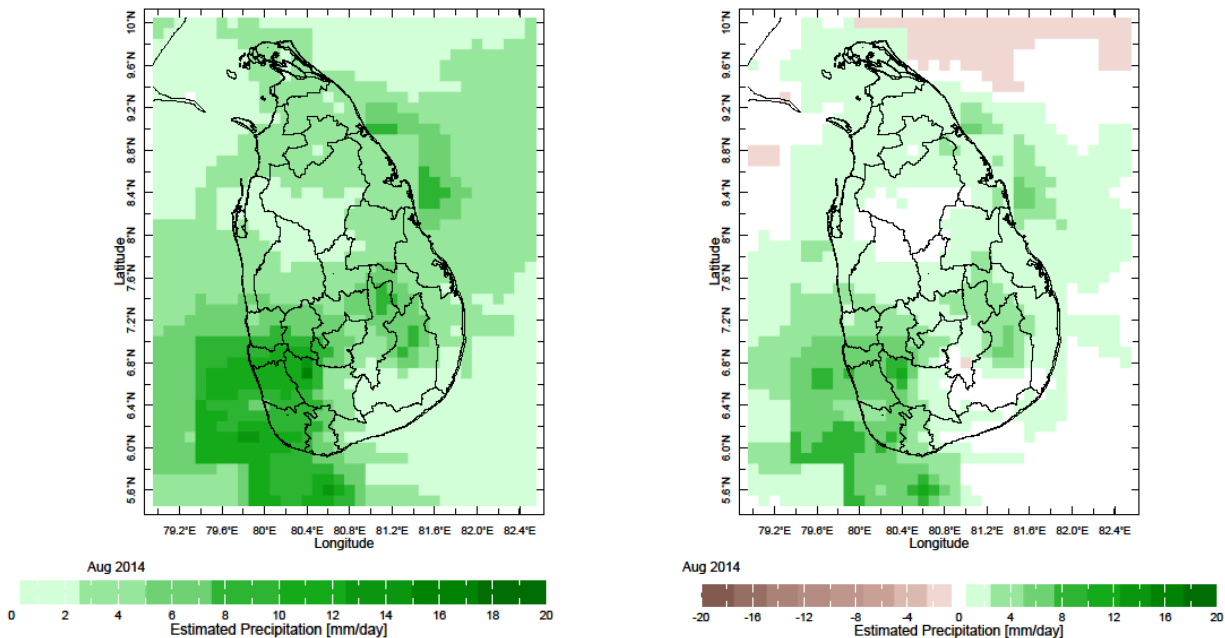 10°N
9.6°N
9.2°N
8.8°N
8.4°N
8°N
7.6°N
7.2°N
6.8°N
6.4°N
6.0°N
5.6°N
Latitude
79.2°E 79.6°E 80°E 80.4°E 80.8°E 81.2°E 81.6°E 82.0°E 82.4°E
Longitude
Aug 2014
0 2 4 6 8 10 12 14 16 18 20
Estimated Precipitation [mm/day]
10°N
9.6°N
9.2°N
8.8°N
8.4°N
8°N
7.6°N
7.2°N
6.8°N
6.4°N
6.0°N
5.6°N
Latitude
79.2°E 79.6°E 80°E 80.4°E 80.8°E 81.2°E 81.6°E 82.0°E 82.4°E
Longitude
Aug 2014
-20 -16 -12 -8 -4 0 4 8 12 16 20
Estimated Precipitation [mm/day]